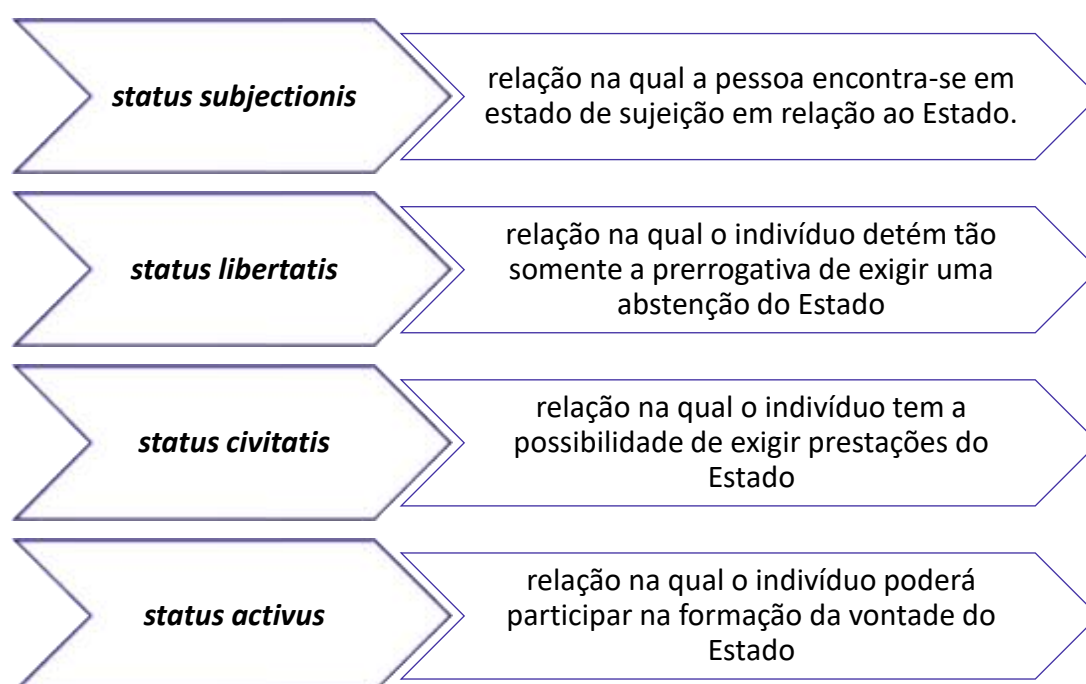 status subjectionis
relação na qual a pessoa encontra-se em
estado de sujeição em relação ao Estado.
status libertatis
relação na qual o indivíduo detém tão
somente a prerrogativa de exigir uma
abstenção do Estado
status civitatis
relação na qual o indivíduo tem a
possibilidade de exigir prestações do
Estado
status activus
relação na qual o indivíduo poderá
participar na formação da vontade do
Estado